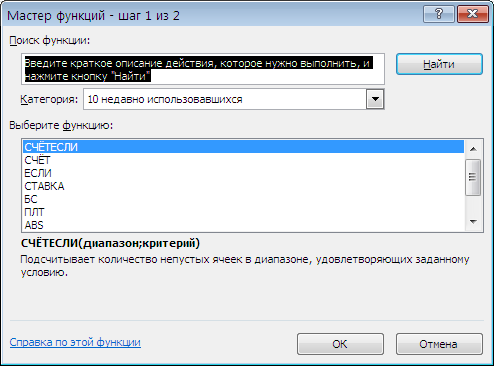 Мастер функций - шаг 1 из 2
Поиск функции:
Введите краткое описание действия, которое нужно выполнить, и
нажмите кнопку "Найти"
Найти
Категория:
10 недавно использовавшихся
Выберите функцию:
СЧЁТЕСЛИ
СЧЁТ
ЕСЛИ
СТАВКА
БС
ПЛТ
ABS
СЧЁТЕСЛИ(диапазон;критерий)
Подсчитывает количество непустых ячеек в диапазоне, удовлетворяющих заданному
условию.
Справка по этой функции
ОК
Отмена